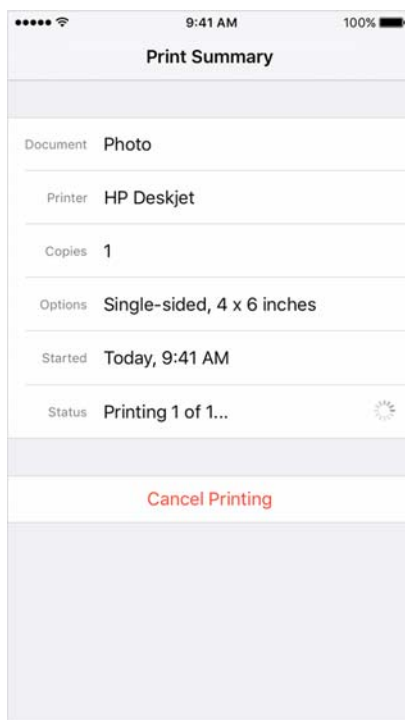 9:41 AM
100%
Print Summary
Document Photo
Printer HP Deskjet
Copies 1
Options Single-sided, 4 x 6 inches
Started Today, 9:41 AM
Status Printing 1 of 1...
Cancel Printing